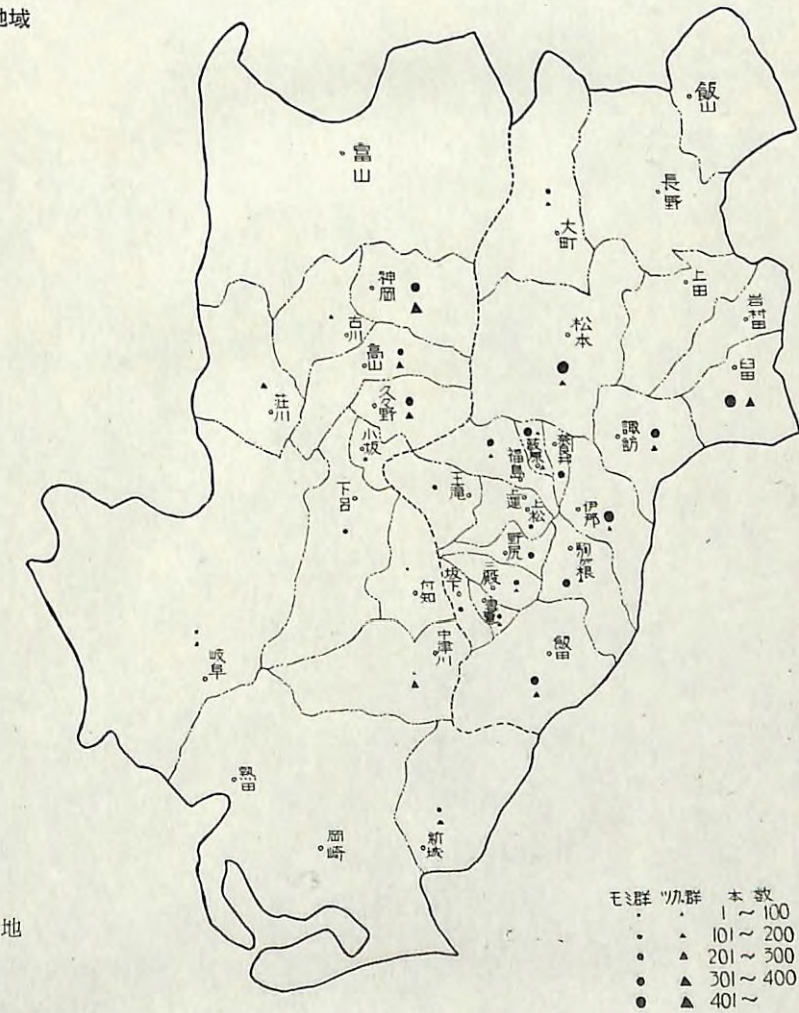 地域
飯山
富山
長野
大町
上田
神岡
岩村田
古川
松本
高山
臼田
久々野
荘川
諏訪
小坂
福島
薮原
奈良井
王滝
下呂
上松
伊那
野尻
駒ヶ根
三殿
坂下
付知
中津川
飯田
岐阜
熱田
岡崎
新城
地
モミ群 ツガ群 本数
1 ~ 100
101 ~ 200
201 ~ 300
301 ~ 400
401 ~